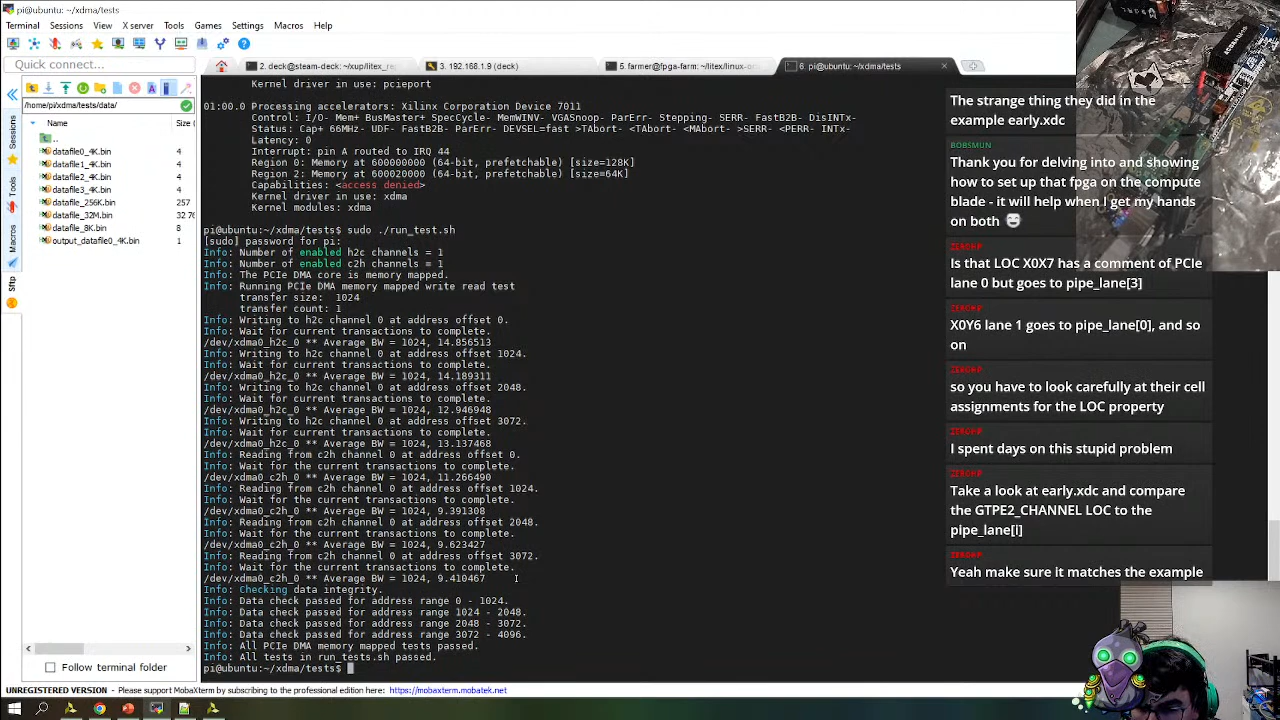 pi@ubuntu: ~/xdma/tests
Terminal Sessions View X server Tools Games Settings Macros Help
Quick connect...
2. deck@steam-deck: ~/xup/litex_re
3. 192.168.1.9 (deck)
5. farmer@fpga-farm: ~/litex/linux-on
6. pi@ubuntu: ~/xdma/tests
/home/pi/xdma/tests/data/
Name Size (
..
datafile0_4K.bin 4
datafile1_4K.bin 4
datafile2_4K.bin 4
datafile3_4K.bin 4
datafile_256K.bin 257
datafile_32M.bin 32 76
datafile_8K.bin 8
output_datafile0_4K.bin 1
Sessions
Tools
Macros
Sftp
Follow terminal folder
Kernel driver in use: pcieport
01:00.0 Processing accelerators: Xilinx Corporation Device 7011
Control: I/O- Mem+ BusMaster+ SpecCycle- MemWINV- VGASnoop- ParErr- Stepping- SERR- FastB2B- DisINTx-
Status: Cap+ 66MHz- UDF- FastB2B- ParErr- DEVSEL=fast >TAbort- <TAbort- <MAbort- >SERR- <PERR- INTx-
Latency: 0
Interrupt: pin A routed to IRQ 44
Region 0: Memory at 600000000 (64-bit, prefetchable) [size=128K]
Region 2: Memory at 600020000 (64-bit, prefetchable) [size=64K]
Capabilities: <access denied>
Kernel driver in use: xdma
Kernel modules: xdma
pi@ubuntu:~/xdma/tests$ sudo ./run_test.sh
[sudo] password for pi:
Info: Number of enabled h2c channels = 1
Info: Number of enabled c2h channels = 1
Info: The PCIe DMA core is memory mapped.
Info: Running PCIe DMA memory mapped write read test
transfer size: 1024
transfer count: 1
Info: Writing to h2c channel 0 at address offset 0.
Info: Wait for current transactions to complete.
/dev/xdma0_h2c_0 ** Average BW = 1024, 14.856513
Info: Writing to h2c channel 0 at address offset 1024.
Info: Wait for current transactions to complete.
/dev/xdma0_h2c_0 ** Average BW = 1024, 14.189311
Info: Writing to h2c channel 0 at address offset 2048.
Info: Wait for current transactions to complete.
/dev/xdma0_h2c_0 ** Average BW = 1024, 12.946948
Info: Writing to h2c channel 0 at address offset 3072.
Info: Wait for current transactions to complete.
/dev/xdma0_h2c_0 ** Average BW = 1024, 13.137468
Info: Reading from c2h channel 0 at address offset 0.
Info: Wait for the current transactions to complete.
/dev/xdma0_c2h_0 ** Average BW = 1024, 11.266490
Info: Reading from c2h channel 0 at address offset 1024.
Info: Wait for the current transactions to complete.
/dev/xdma0_c2h_0 ** Average BW = 1024, 9.391308
Info: Reading from c2h channel 0 at address offset 2048.
Info: Wait for the current transactions to complete.
/dev/xdma0_c2h_0 ** Average BW = 1024, 9.623427
Info: Reading from c2h channel 0 at address offset 3072.
Info: Wait for the current transactions to complete.
/dev/xdma0_c2h_0 ** Average BW = 1024, 9.410467
Info: Checking data integrity.
Info: Data check passed for address range 0 - 1024.
Info: Data check passed for address range 1024 - 2048.
Info: Data check passed for address range 2048 - 3072.
Info: Data check passed for address range 3072 - 4096.
Info: All PCIe DMA memory mapped tests passed.
Info: All tests in run_tests.sh passed.
pi@ubuntu:~/xdma/tests$
UNREGISTERED VERSION - Please support MobaXterm by subscribing to the professional edition here: https://mobaxterm.mobatek.net
The strange thing they did in the
example early.xdc
BOBSMUN
Thank you for delving into and showing
how to set up that fpga on the compute
blade - it will help when I get my hands
on both
ZEROHP
Is that LOC X0X7 has a comment of PCIe
lane 0 but goes to pipe_lane[3]
ZEROHP
X0Y6 lane 1 goes to pipe_lane[0], and so
on
ZEROHP
so you have to look carefully at their cell
assignments for the LOC property
ZEROHP
I spent days on this stupid problem
ZEROHP
Take a look at early.xdc and compare
the GTPE2_CHANNEL LOC to the
pipe_lane[i]
ZEROHP
Yeah make sure it matches the example